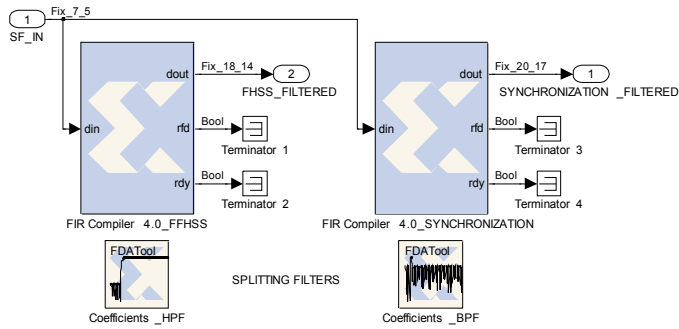 1
Fix_7_5
SF_IN
din
dout
rfd
rdy
Fix_18_14
Bool
Bool
2
FHSS_FILTERED
Terminator 1
Terminator 2
FIR Compiler 4.0_FFHSS
din
dout
rfd
rdy
Fix_20_17
Bool
Bool
1
SYNCHRONIZATION _FILTERED
Terminator 3
Terminator 4
FIR Compiler 4.0_SYNCHRONIZATION
FDATool
Coefficients _HPF
SPLITTING FILTERS
FDATool
Coefficients _BPF